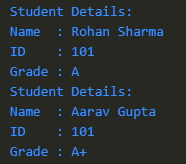 Student Details:
Name  : Rohan Sharma
ID    : 101
Grade : A
Student Details:
Name  : Aarav Gupta
ID    : 101
Grade : A+